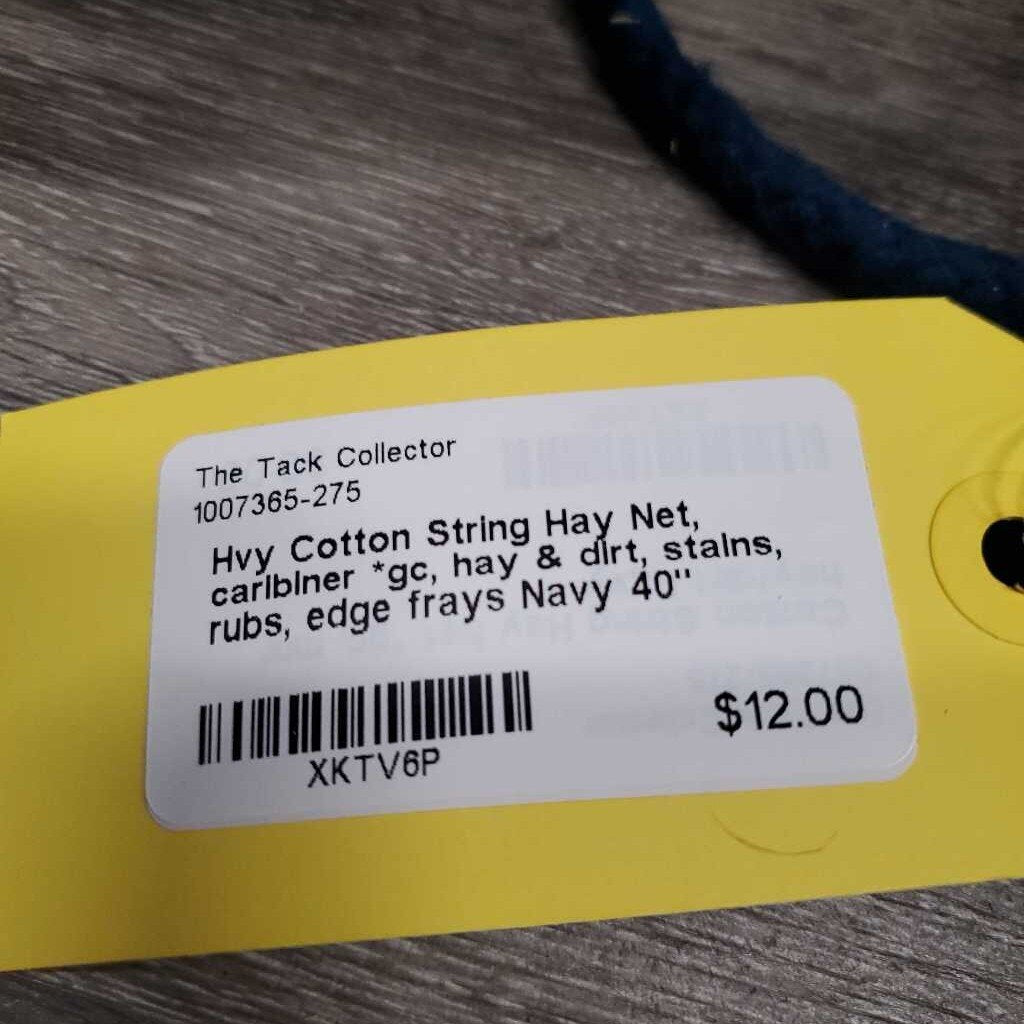 The Tack Collector
1007365-275
Hvy Cotton String Hay Net,
caribiner *gc, hay & dirt, stains,
rubs, edge frays Navy 40"
XKTV6P
$12.00